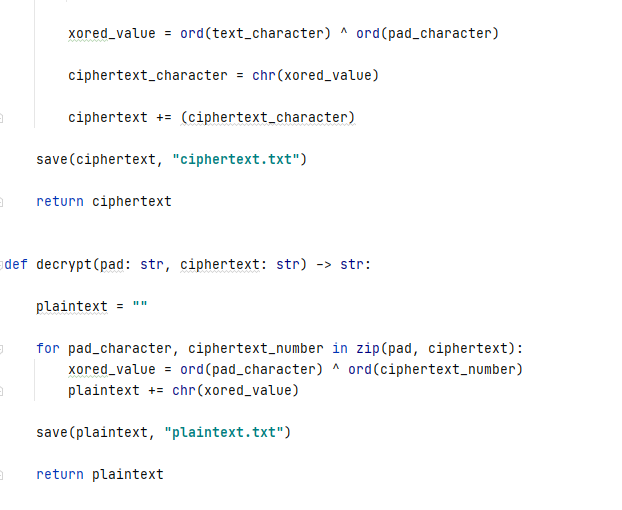 xored_value = ord(text_character) ^ ord(pad_character)
ciphertext_character = chr(xored_value)
ciphertext += (ciphertext_character)
save(ciphertext, "ciphertext.txt")
return ciphertext
def decrypt(pad: str, ciphertext: str) -> str:
plaintext = ""
for pad_character, ciphertext_number in zip(pad, ciphertext):
xored_value = ord(pad_character) ^ ord(ciphertext_number)
plaintext += chr(xored_value)
save(plaintext, "plaintext.txt")
return plaintext